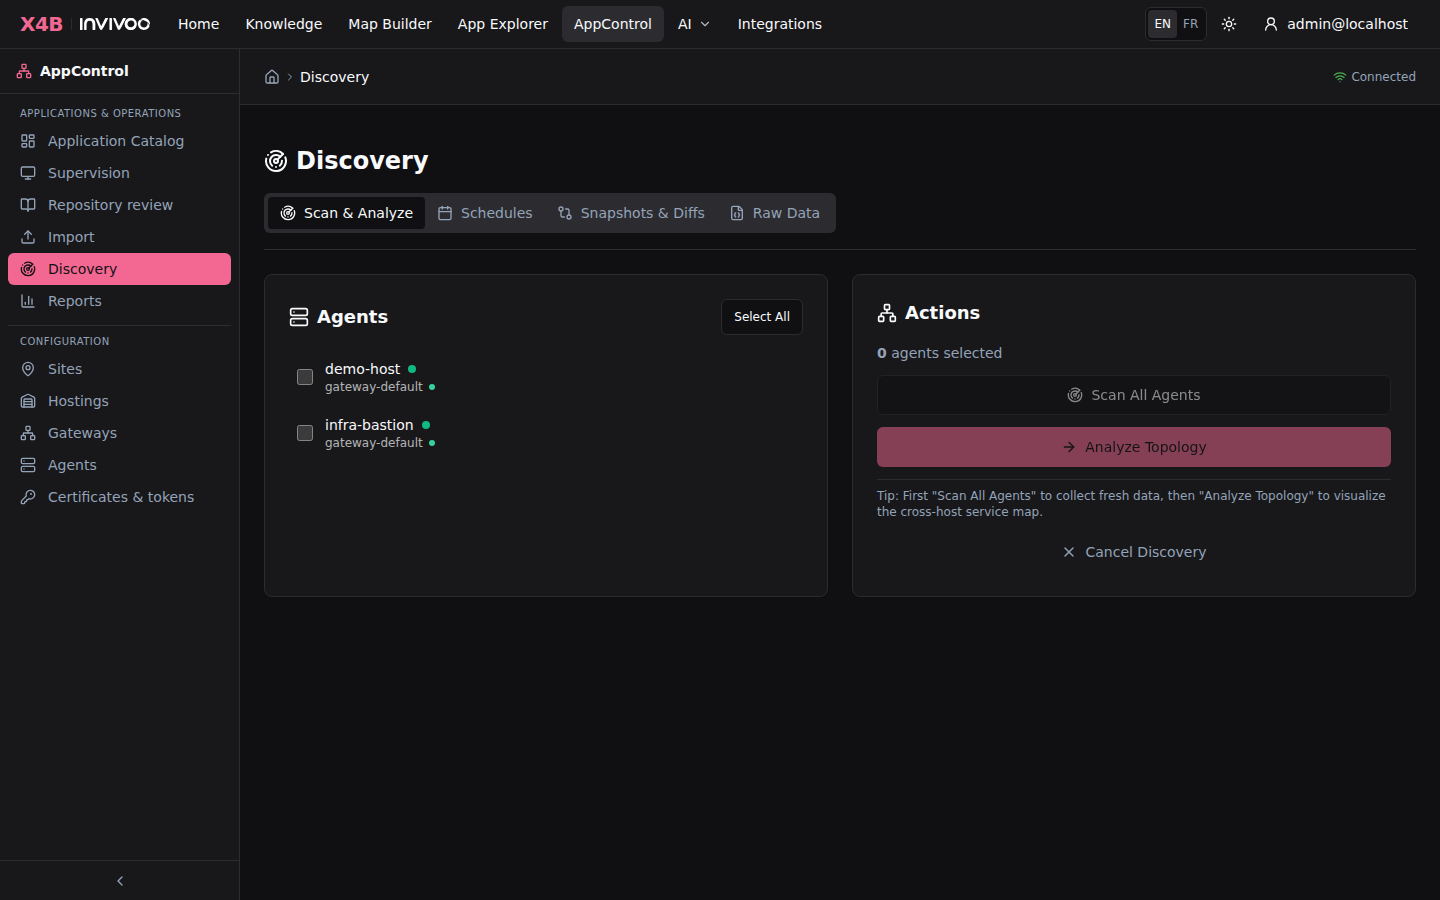 X4B INVIVOO Home Knowledge Map Builder App Explorer AppControl AI Integrations EN FR admin@localhost
AppControl
Discovery
Connected
APPLICATIONS & OPERATIONS
Application Catalog
Supervision
Repository review
Import
Discovery
Reports
CONFIGURATION
Sites
Hostings
Gateways
Agents
Certificates & tokens
Discovery
Scan & Analyze Schedules Snapshots & Diffs Raw Data
Agents
Select All
demo-host
gateway-default
infra-bastion
gateway-default
Actions
0 agents selected
Scan All Agents
Analyze Topology
Tip: First "Scan All Agents" to collect fresh data, then "Analyze Topology" to visualize
the cross-host service map.
Cancel Discovery